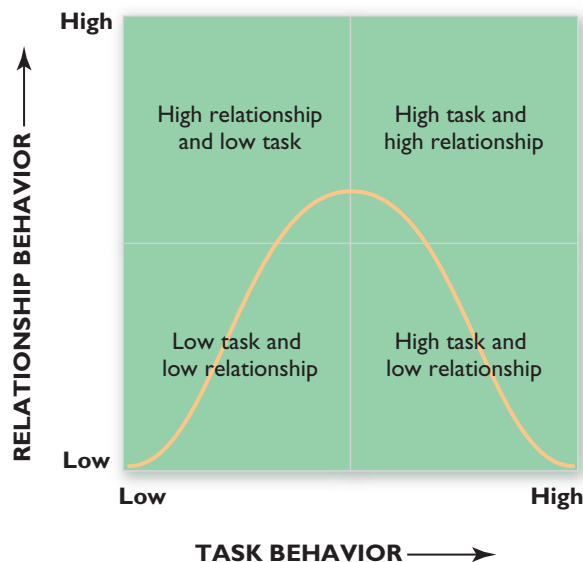 High
High relationship
and low task
High task and
high relationship
RELATIONSHIP BEHAVIOR
Low task and
low relationship
High task and
low relationship
Low
Low
High
TASK BEHAVIOR